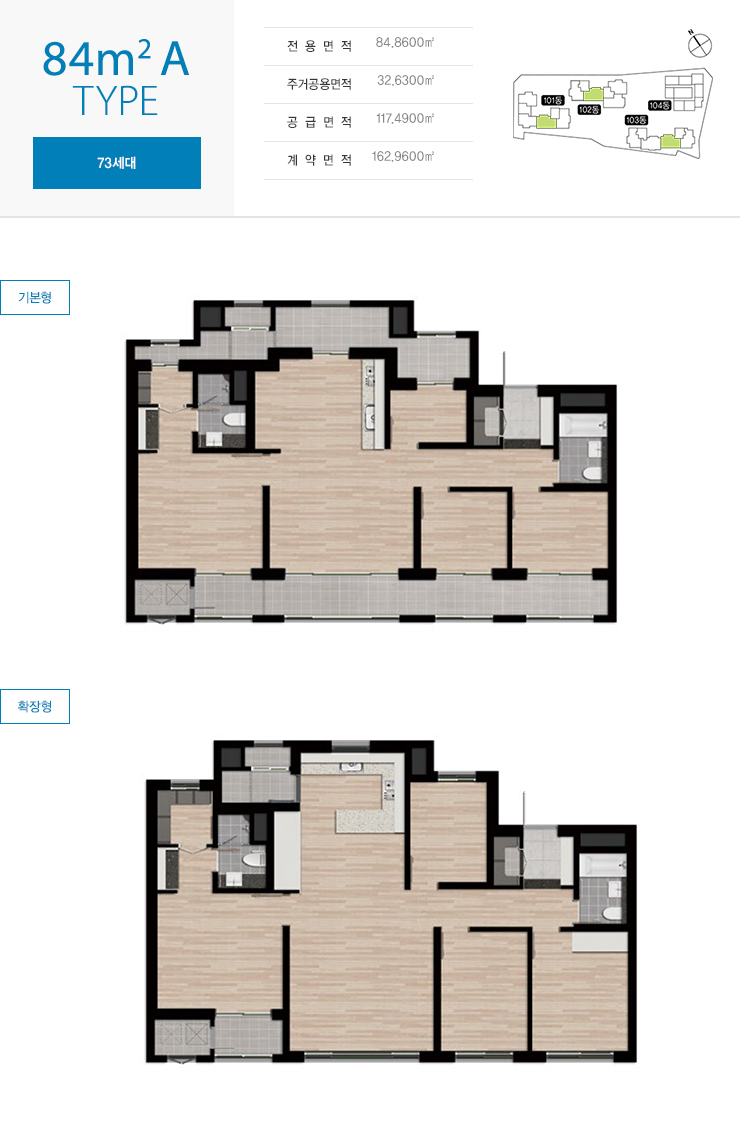 84m² A
TYPE
73세대
전용면적 84.8600㎡
주거공용면적 32.6300㎡
공급면적 117.4900㎡
계약면적 162.9600㎡
N
101동
102동
103동
104동
기본형
확장형